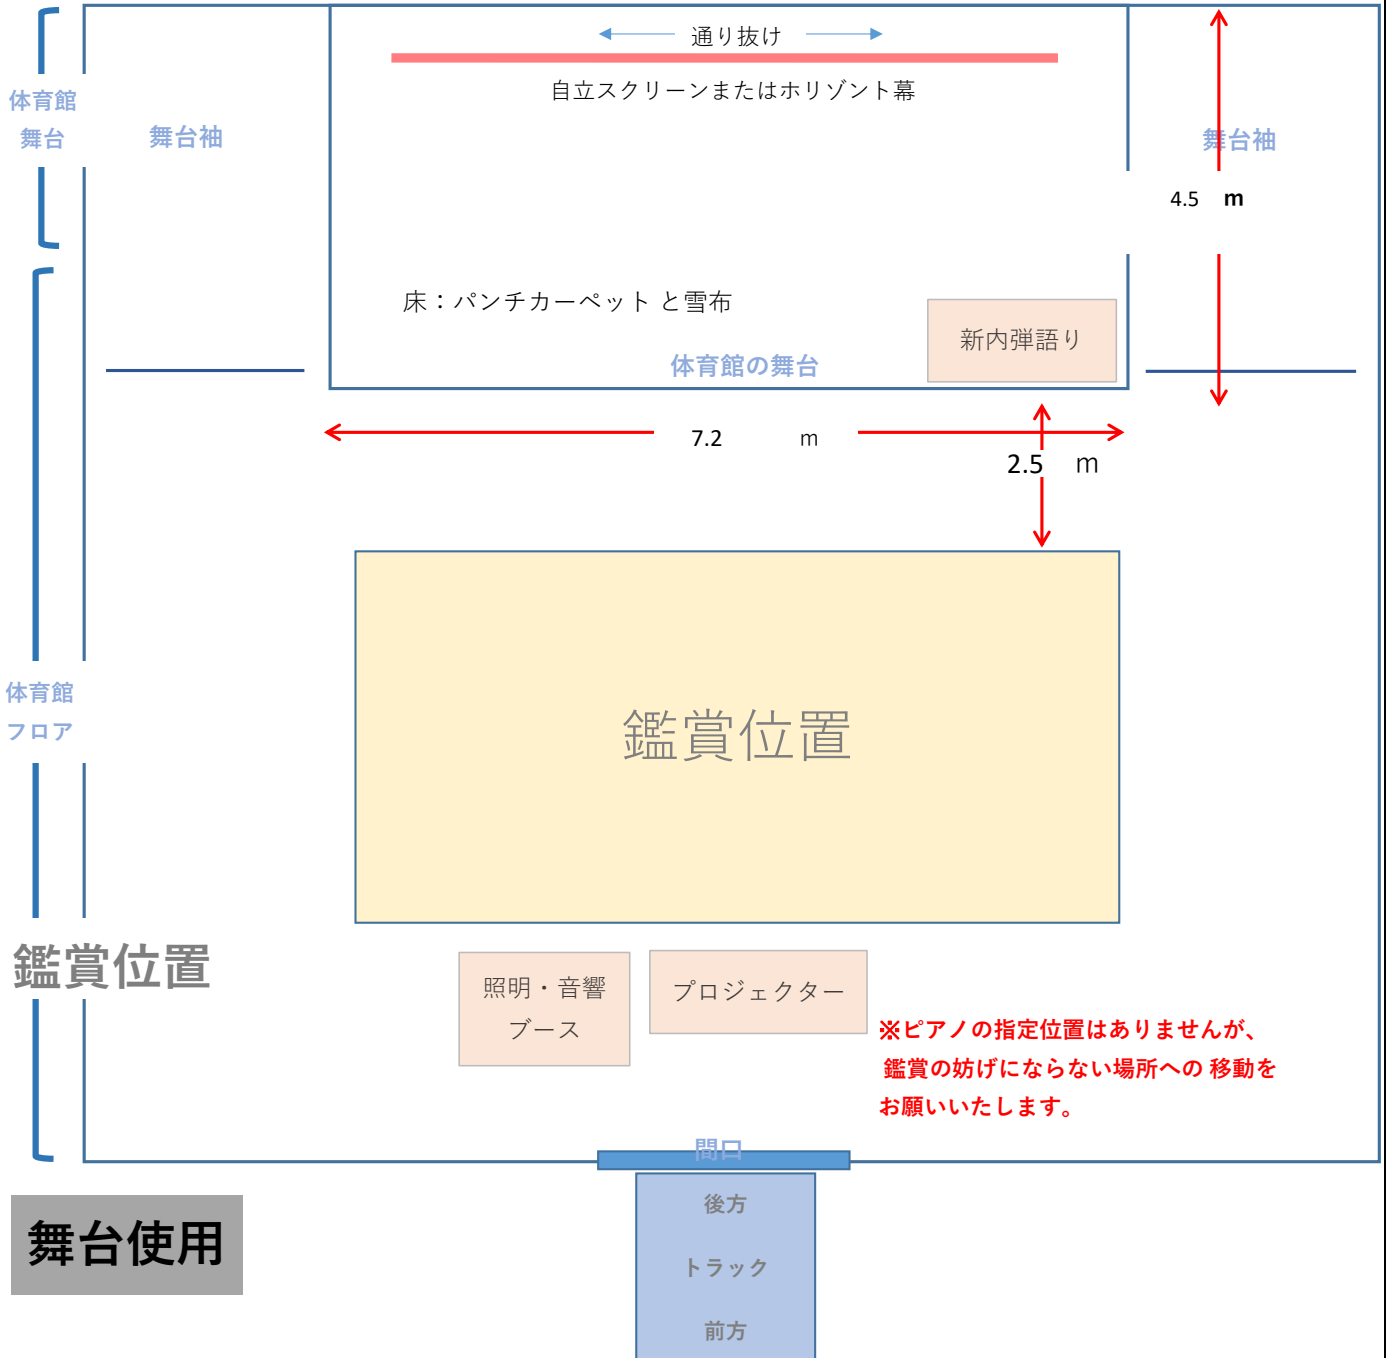 通り抜け
自立スクリーンまたはホリゾント幕
体育館
舞台
舞台袖
舞台袖
4.5 m
床：パンチカーペット と雪布
新内弾語り
体育館の舞台
7.2 m
2.5 m
体育館
フロア
鑑賞位置
鑑賞位置
照明・音響
ブース
プロジェクター
※ピアノの指定位置はありませんが、
鑑賞の妨げにならない場所への 移動を
お願いいたします。
間口
後方
トラック
前方
舞台使用